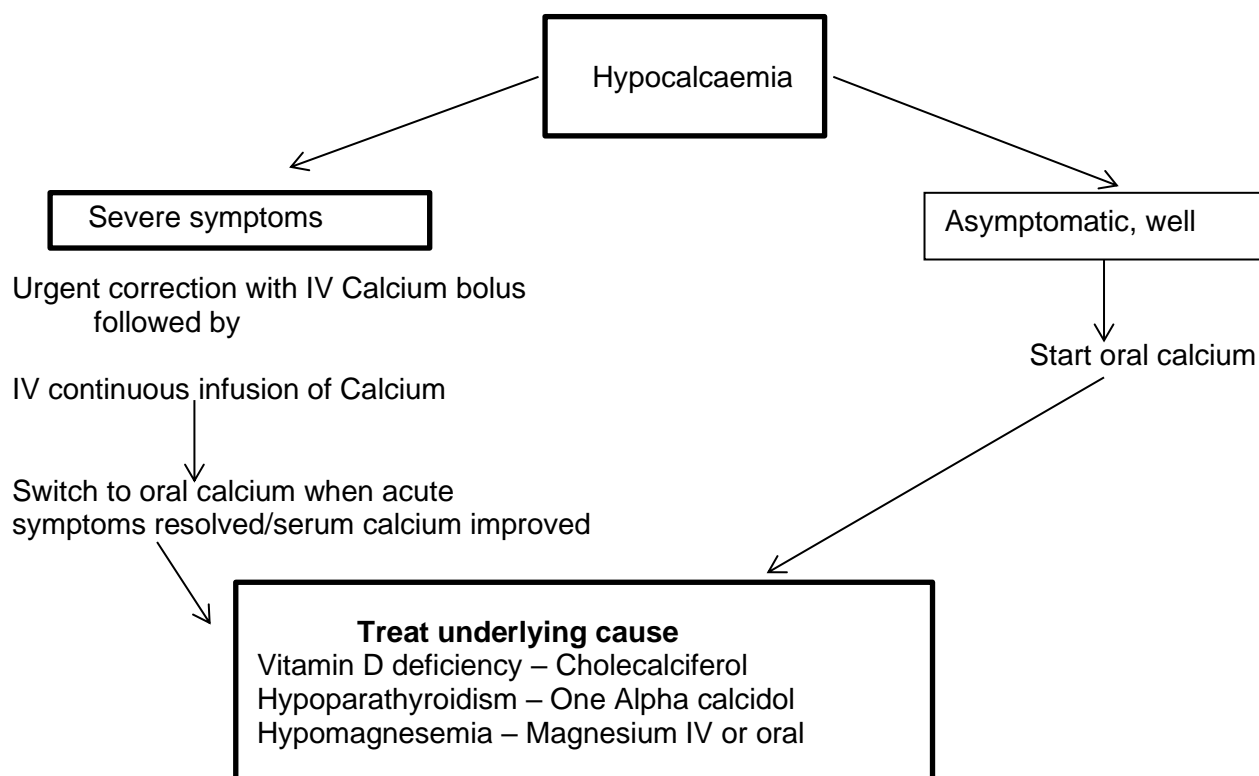 Hypocalcaemia
Severe symptoms
Asymptomatic, well
Urgent correction with IV Calcium bolus
followed by
Start oral calcium
IV continuous infusion of Calcium
Switch to oral calcium when acute
symptoms resolved/serum calcium improved
Treat underlying cause
Vitamin D deficiency – Cholecalciferol
Hypoparathyroidism – One Alpha calcidol
Hypomagnesemia – Magnesium IV or oral